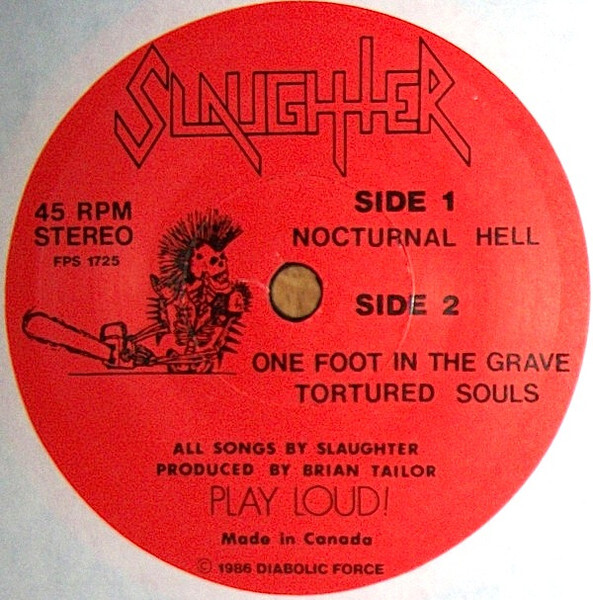 SLAUGHTER
45 RPM
STEREO
FPS 1725
SIDE 1
NOCTURNAL HELL
SIDE 2
ONE FOOT IN THE GRAVE
TORTURED SOULS
ALL SONGS BY SLAUGHTER
PRODUCED BY BRIAN TAILOR
PLAY LOUD!
Made in Canada
© 1986 DIABOLIC FORCE